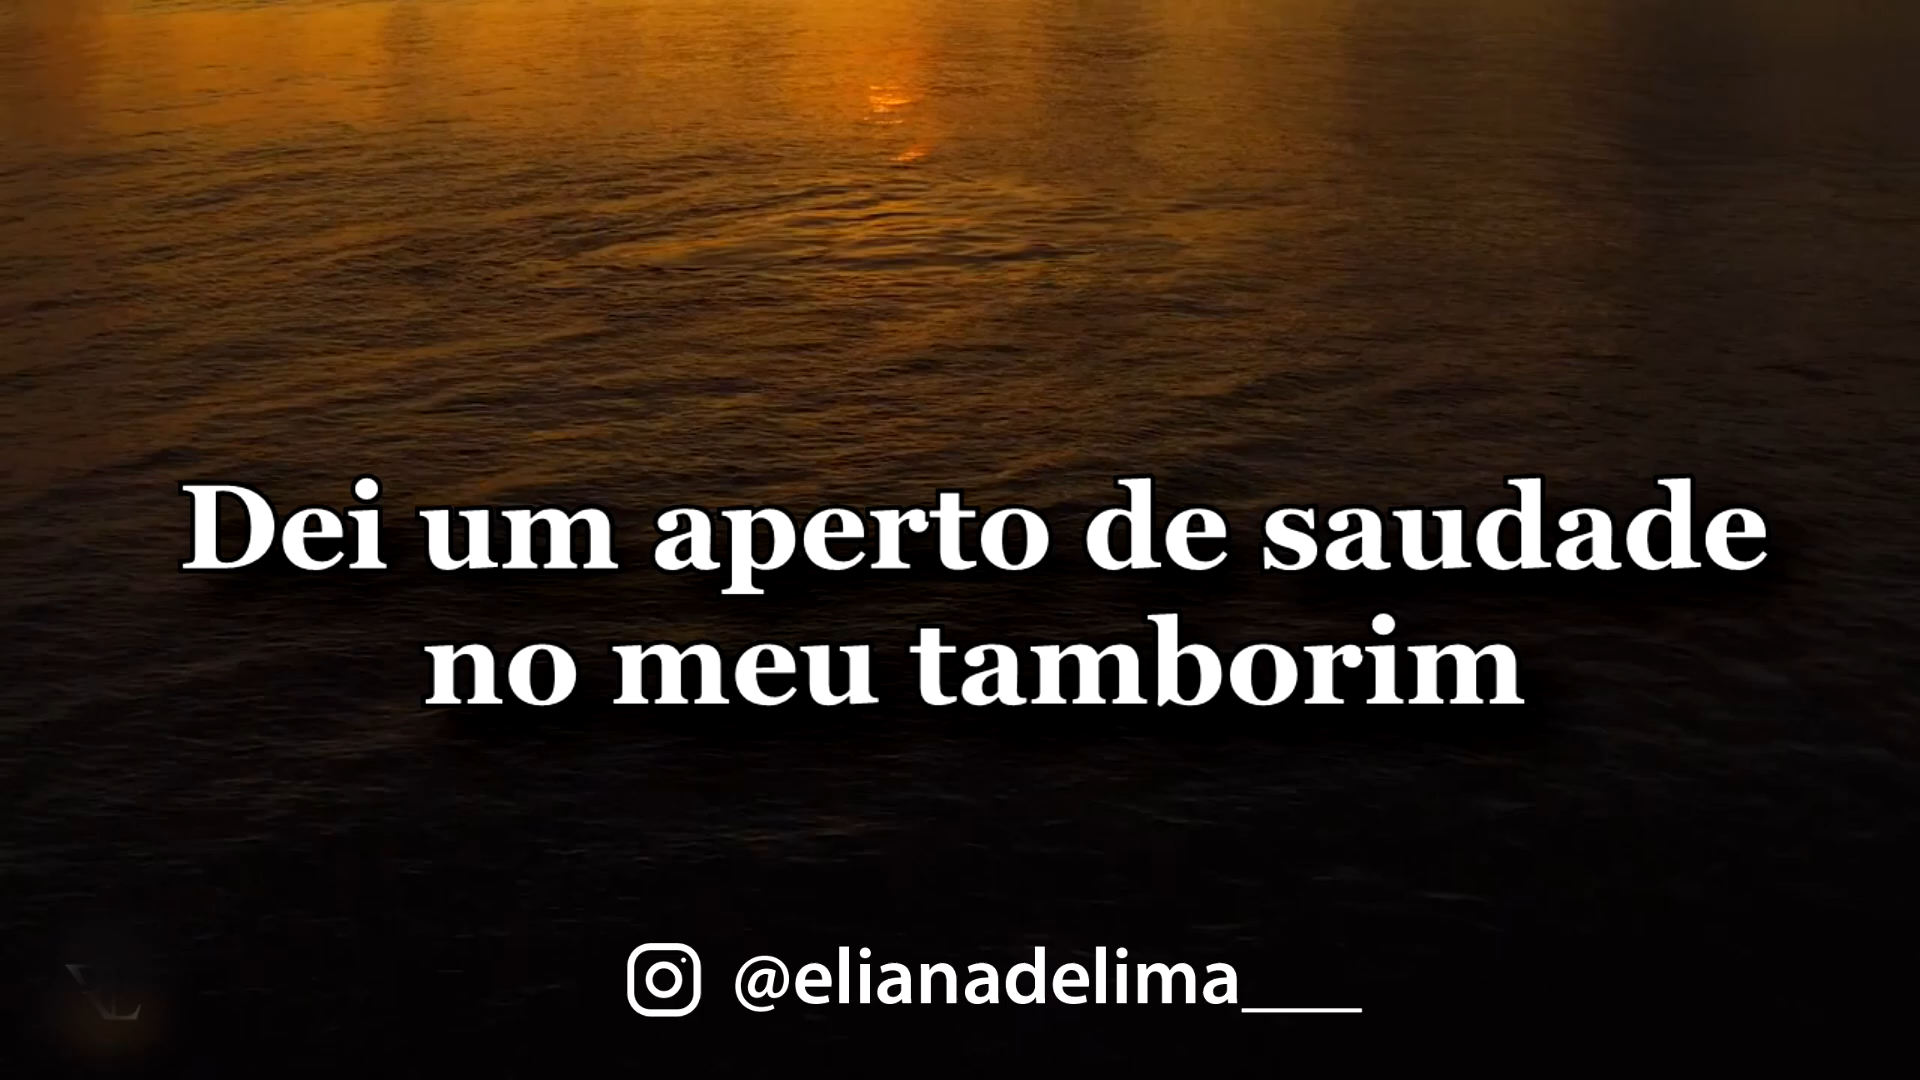 Dei um aperto de saudade
no meu tamborim
@elianadelima___